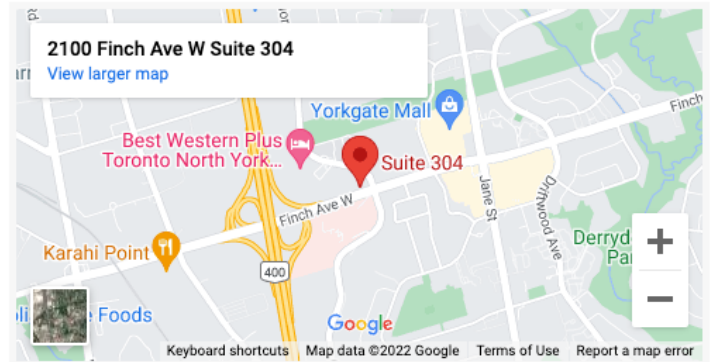 2100 Finch Ave W Suite 304
View larger map
Yorkgate Mall
Finch
Best Western Plus
Toronto North York...
Suite 304
Finch Ave W
Jane St
Driftwood Ave
Karahi Point
400
Derryd
Pa
Foods
Google
Keyboard shortcuts
Map data ©2022 Google
Terms of Use
Report a map error